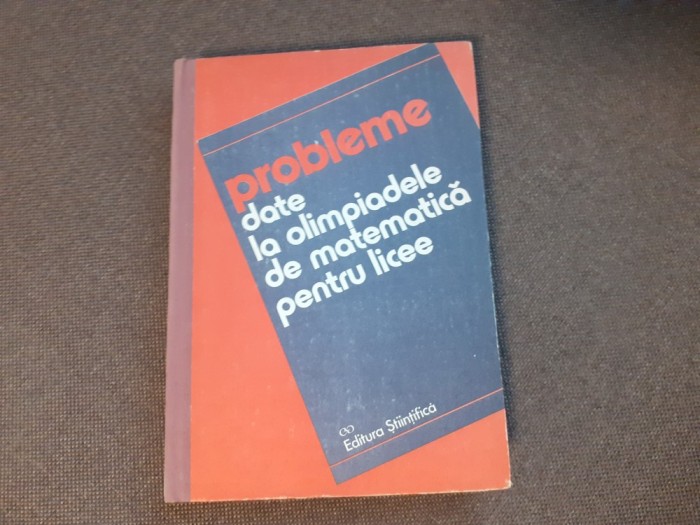 probleme
date
la olimpiadele
de matematică
pentru licee
Editura Științifică